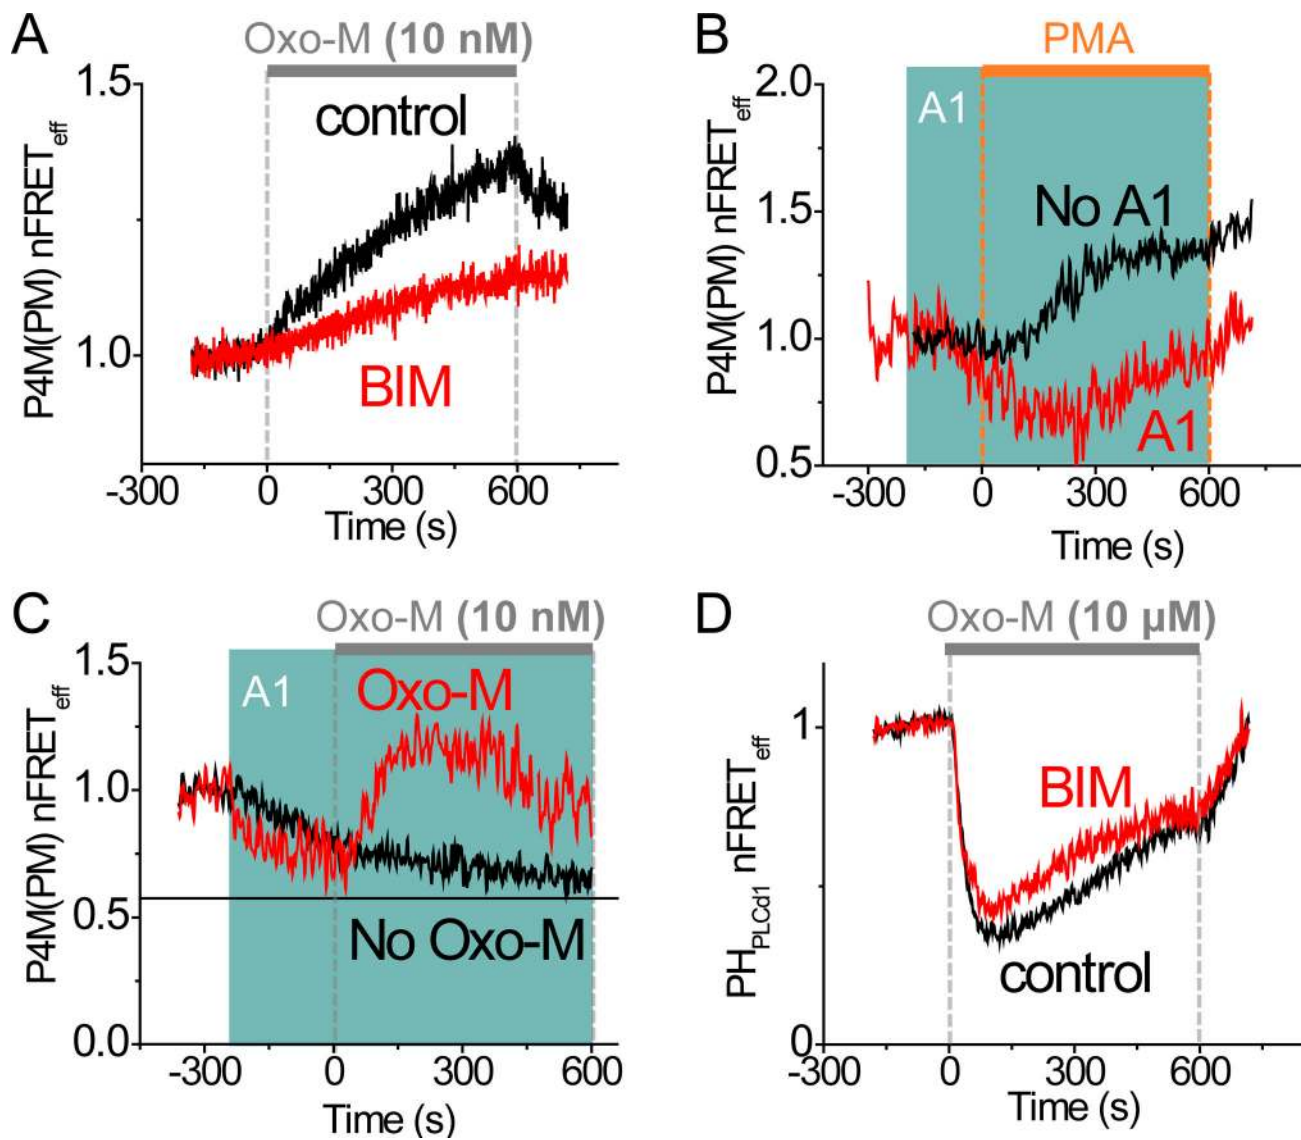 A
Oxo-M (10 nM)
1.5
control
P4M(PM) nFRETeff
1.0
BIM
-300 0 300 600
Time (s)
B
PMA
2.0
A1
P4M(PM) nFRETeff
No A1
1.5
1.0
A1
0.5
-300 0 300 600
Time (s)
C
Oxo-M (10 nM)
1.5
A1
Oxo-M
P4M(PM) nFRETeff
1.0
0.5
No Oxo-M
0.0
-300 0 300 600
Time (s)
D
Oxo-M (10 µM)
1
BIM
PHPLCd1 nFRETeff
control
0
-300 0 300 600
Time (s)